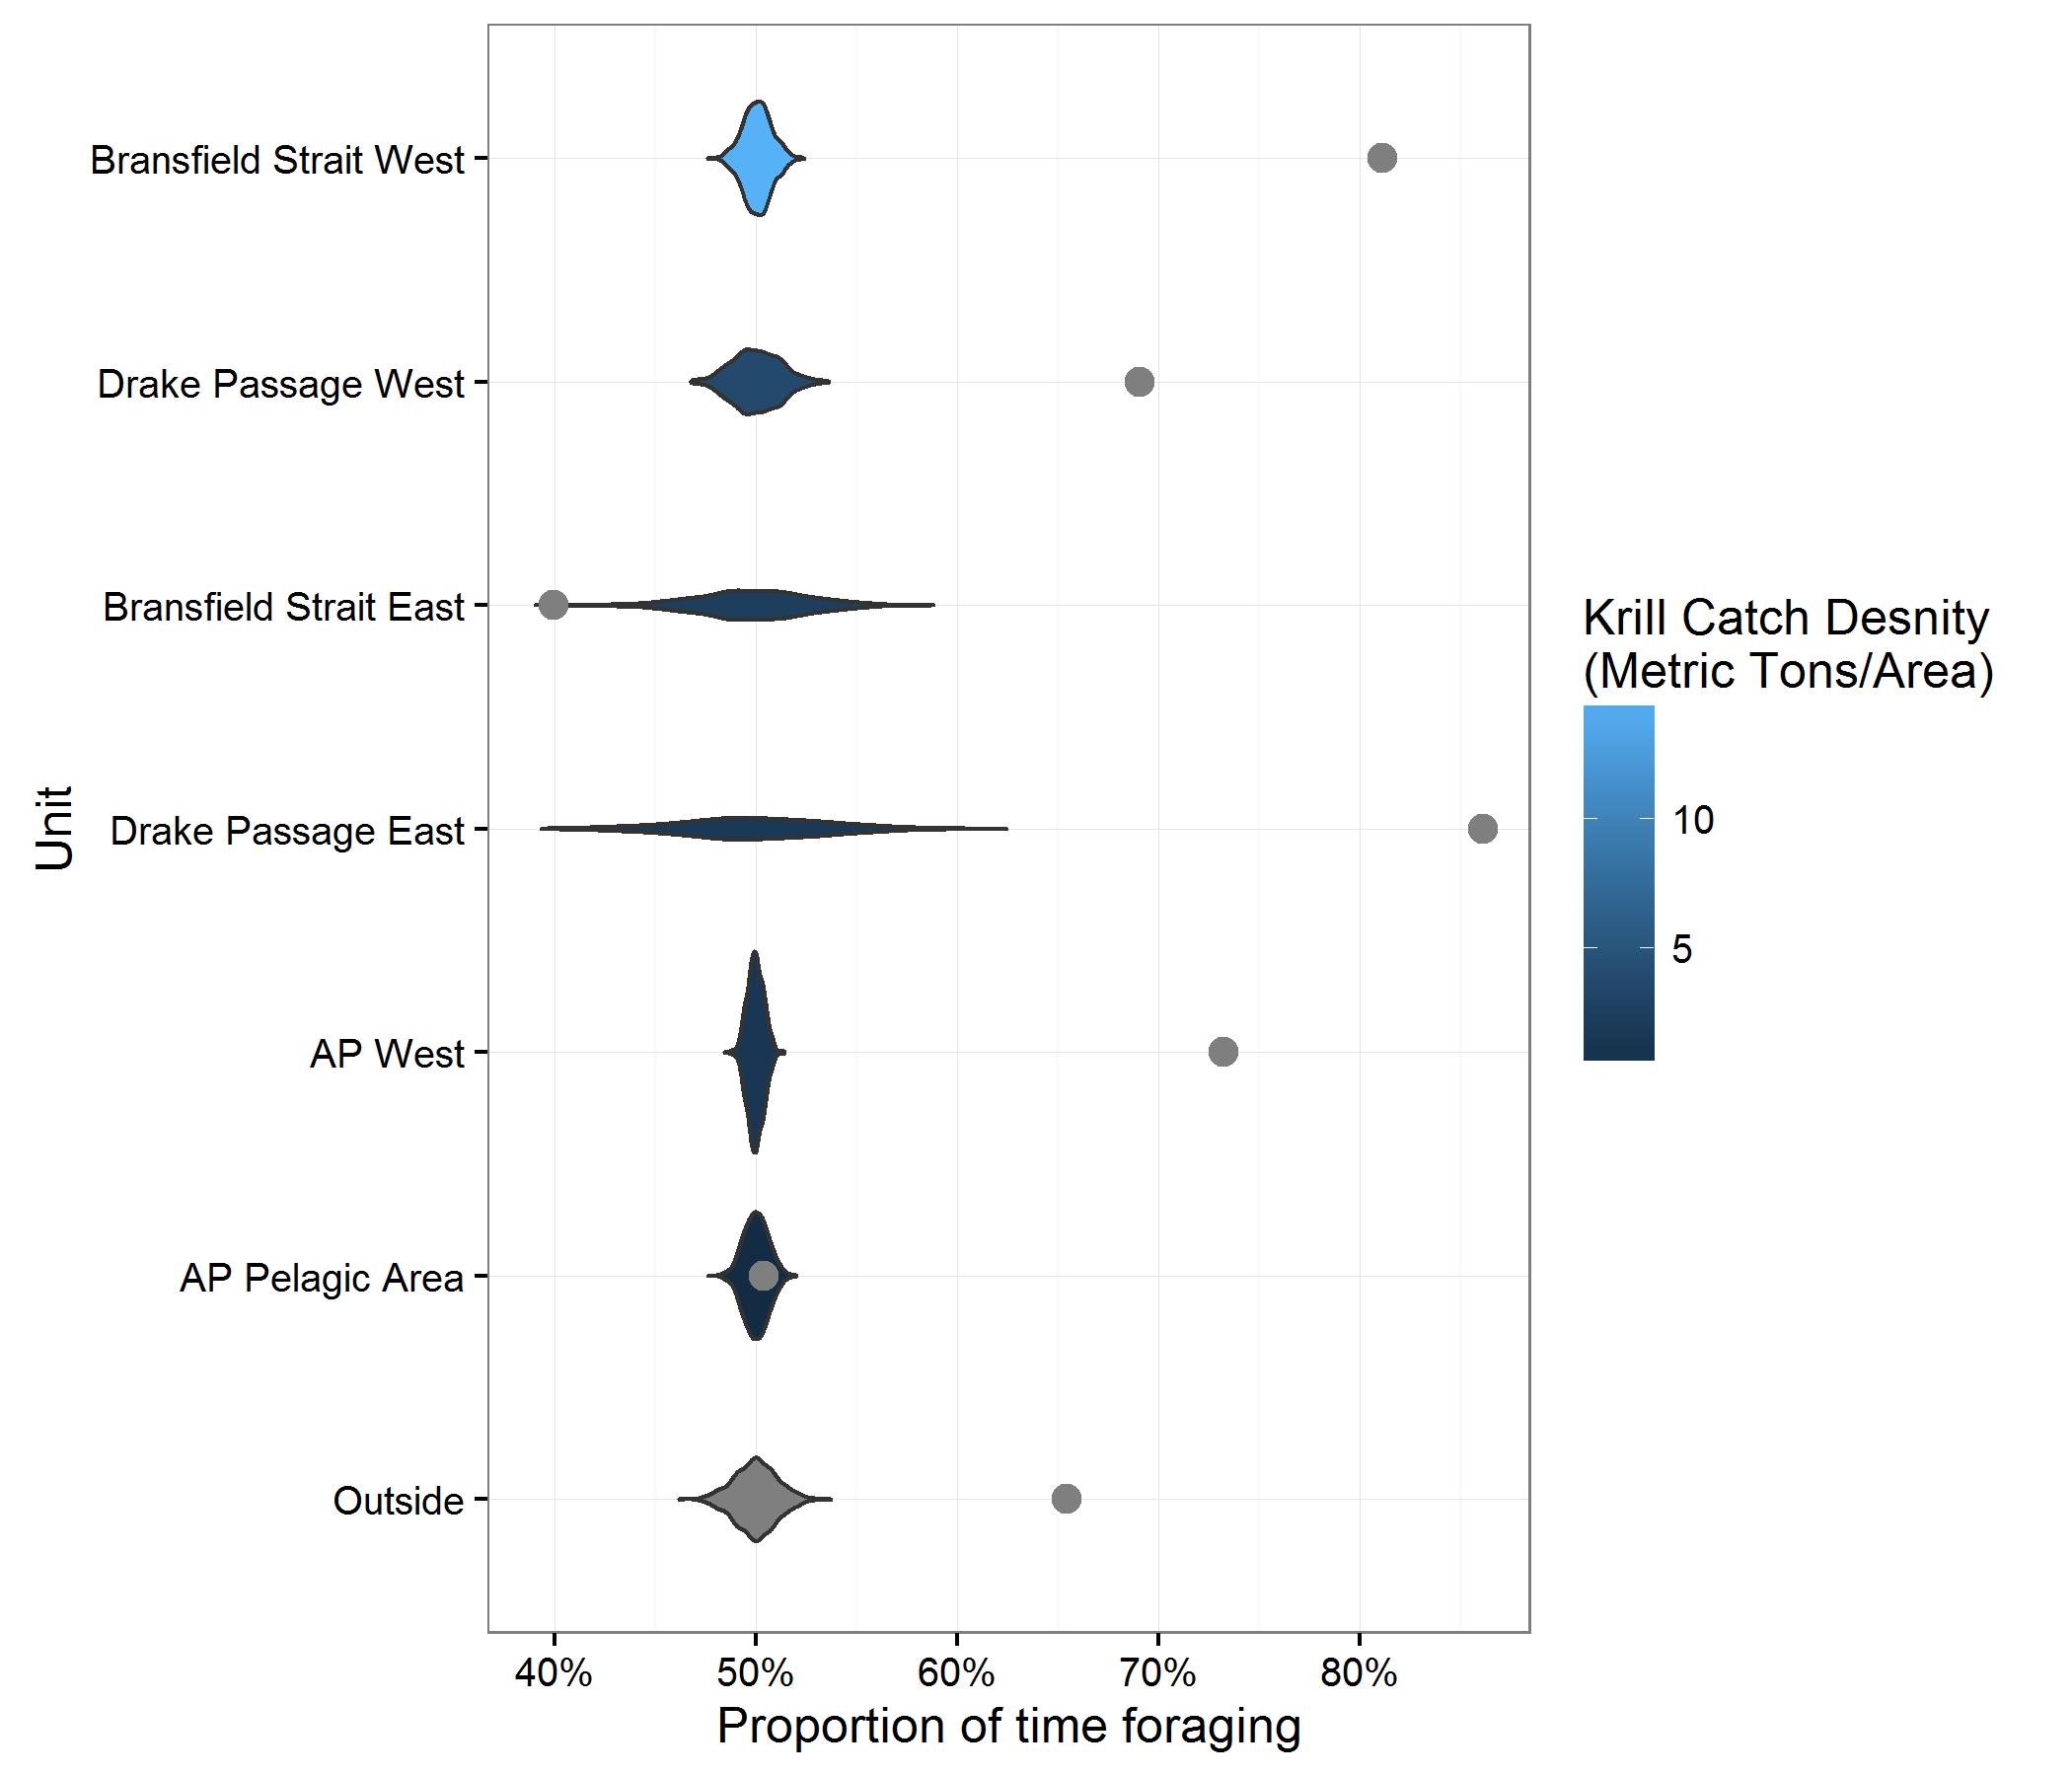 Bransfield Strait West
Drake Passage West
Bransfield Strait East
Drake Passage East
AP West
AP Pelagic Area
Outside
Unit
40%
50%
60%
70%
80%
Proportion of time foraging
Krill Catch Desnity
(Metric Tons/Area)
10
5